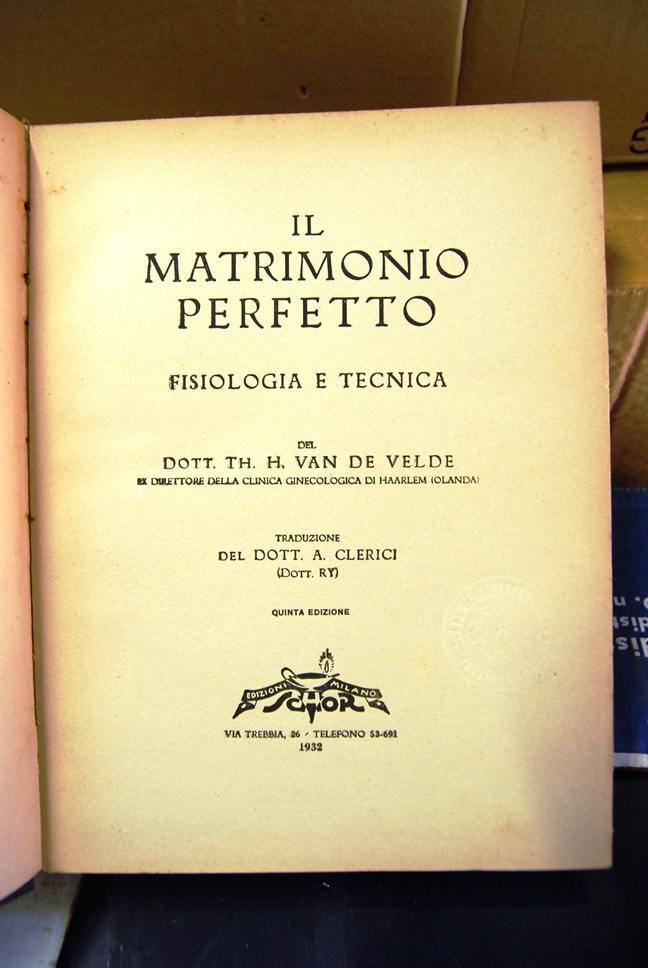 IL
MATRIMONIO
PERFETTO
FISIOLOGIA E TECNICA
DEL
DOTT. TH. H. VAN DE VELDE
EX DIRETTORE DELLA CLINICA GINECOLOGICA DI HAARLEM (OLANDA)
TRADUZIONE
DEL DOTT. A. CLERICI
(DOTT. RY)
QUINTA EDIZIONE
EDIZIONI MILANO
SCHOR
VIA TREBBIA, 26 - TELEFONO 53-691
1932